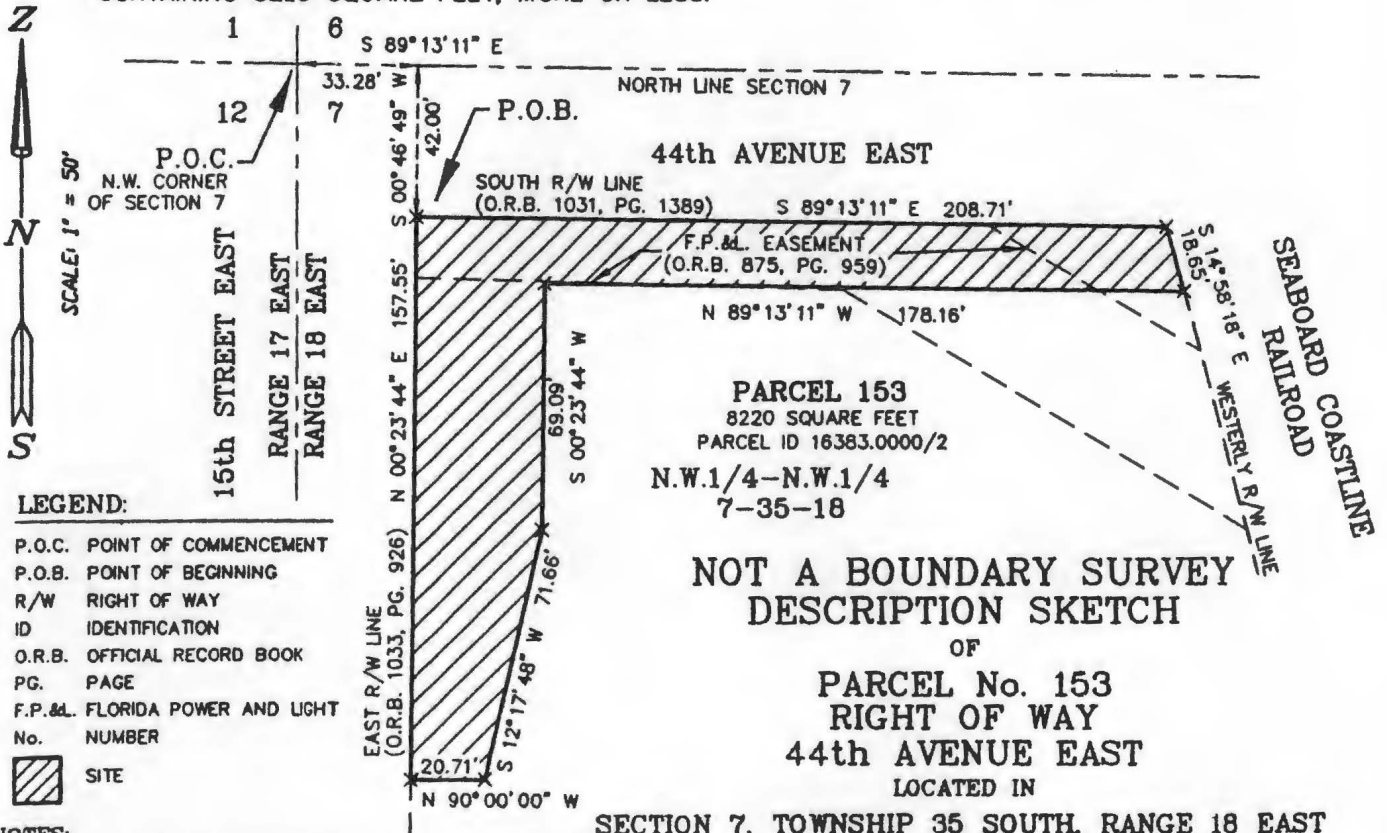 Z
1
6
S 89°13'11" E
33.28'
NORTH LINE SECTION 7
12
7
S 00°46'49" W
42.00'
P.O.B.
P.O.C.
N.W. CORNER
OF SECTION 7
44th AVENUE EAST
SCALE: 1" = 50'
N
S
SOUTH R/W LINE
(O.R.B. 1031, PG. 1389)
S 89°13'11" E 208.71'
F.P.&L. EASEMENT
(O.R.B. 875, PG. 959)
S 14°58'18" E
18.65'
SEABOARD COASTLINE
RAILROAD
WESTERLY R/W LINE
15th STREET EAST
RANGE 17 EAST
RANGE 18 EAST
N 00°23'44" E 157.55'
N 89°13'11" W 178.16'
69.09'
S 00°23'44" W
PARCEL 153
8220 SQUARE FEET
PARCEL ID 16383.0000/2
N.W.1/4-N.W.1/4
7-35-18
LEGEND:
P.O.C. POINT OF COMMENCEMENT
P.O.B. POINT OF BEGINNING
R/W RIGHT OF WAY
ID IDENTIFICATION
O.R.B. OFFICIAL RECORD BOOK
PG. PAGE
F.P.&L. FLORIDA POWER AND LIGHT
No. NUMBER
SITE
EAST R/W LINE
(O.R.B. 1033, PG. 926)
S 12°17'48" W 71.66'
20.71'
N 90°00'00" W
NOT A BOUNDARY SURVEY
DESCRIPTION SKETCH
OF
PARCEL No. 153
RIGHT OF WAY
44th AVENUE EAST
LOCATED IN
SECTION 7, TOWNSHIP 35 SOUTH, RANGE 18 EAST